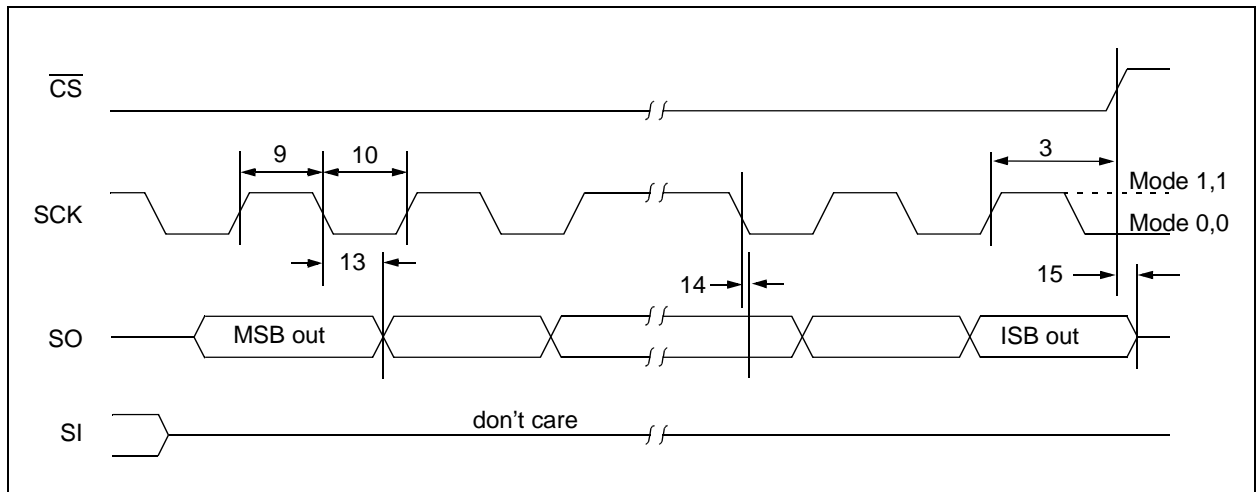 CS
9
10
3
Mode 1,1
SCK
Mode 0,0
13
14
15
SO
MSB out
ISB out
don't care
SI